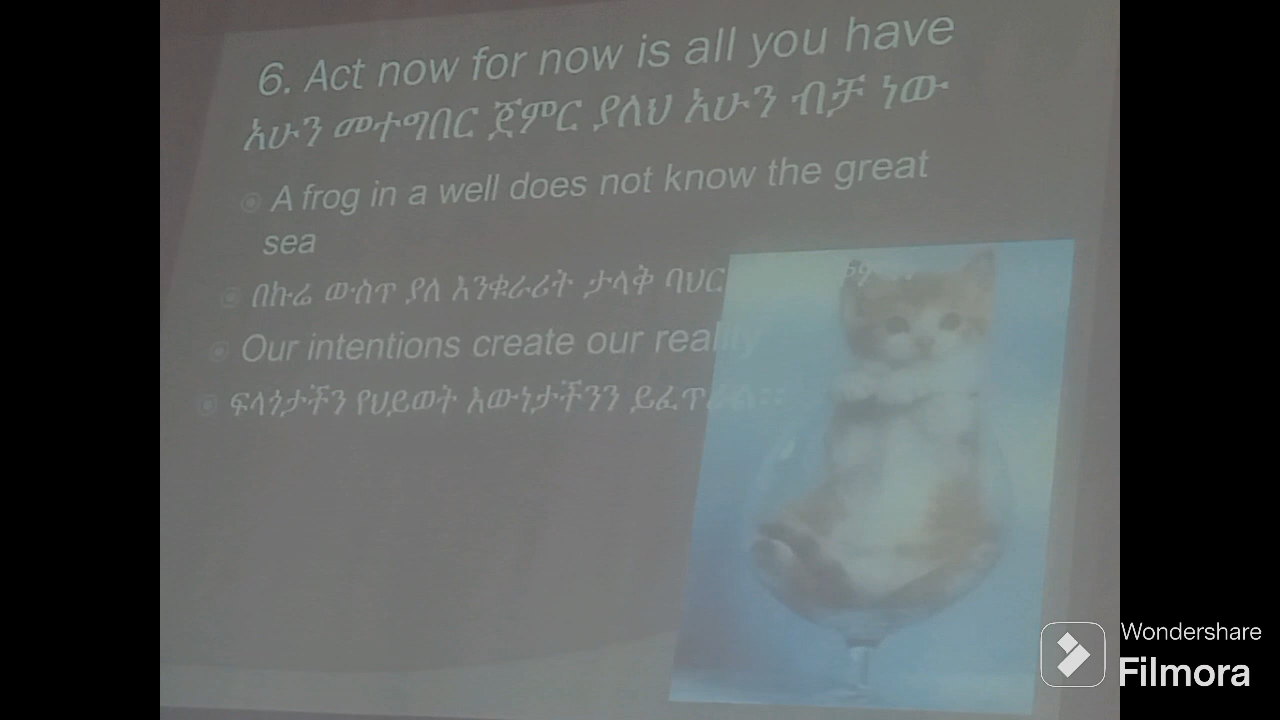 6. Act now for now is all you have
አሁን መተግበር ጀምር ያለህ አሁን ብቻ ነው
A frog in a well does not know the great
sea
በኩሬ ውስጥ ያለ እንቁራሪት ታላቅ ባህር
Our intentions create our reality
ፍላጎታችን የህይወት እውነታችንን ይፈጥራል።
Wondershare
Filmora